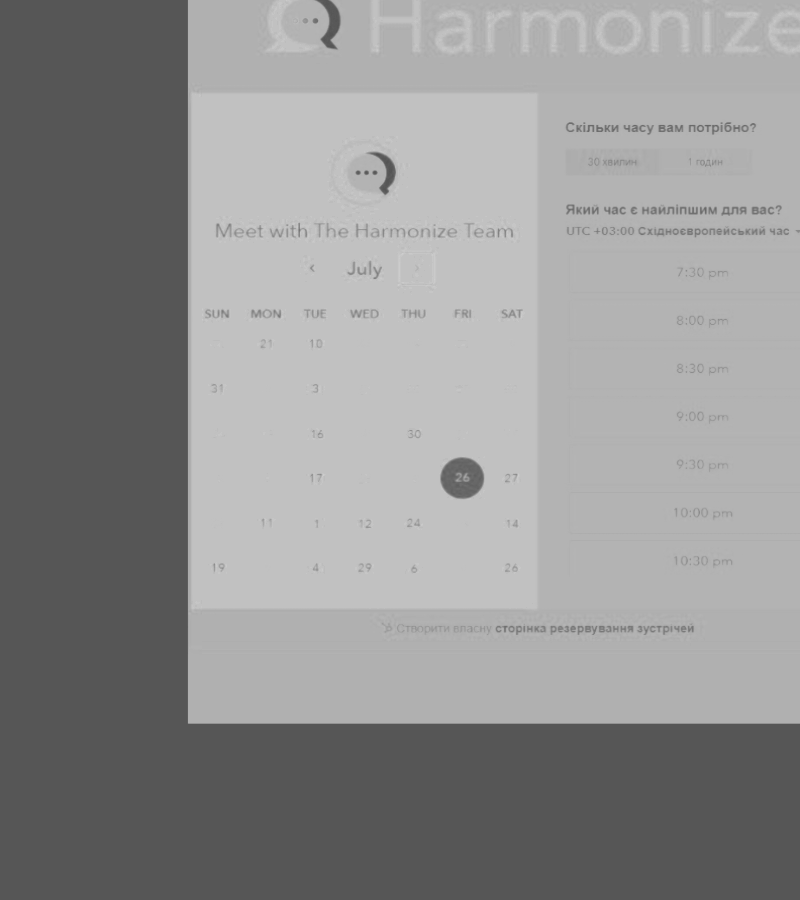 Harmonize
Meet with The Harmonize Team
‹ July ›
SUN MON TUE WED THU FRI SAT
21 10
31 3
16 30
17 26 27
11 1 12 24 14
19 4 29 6 26
Скільки часу вам потрібно?
30 хвилин 1 годин
Який час є найліпшим для вас?
UTC +03:00 Східноєвропейський час
7:30 pm
8:00 pm
8:30 pm
9:00 pm
9:30 pm
10:00 pm
10:30 pm
Створити власну сторінка резервування зустрічей